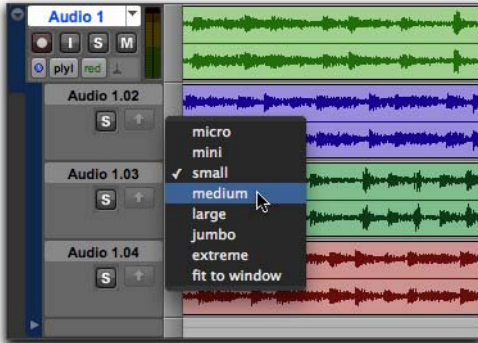 Audio 1
I S M
plyl red
Audio 1.02
S
micro
mini
Audio 1.03
✓ small
S
medium
large
jumbo
Audio 1.04
extreme
S
fit to window